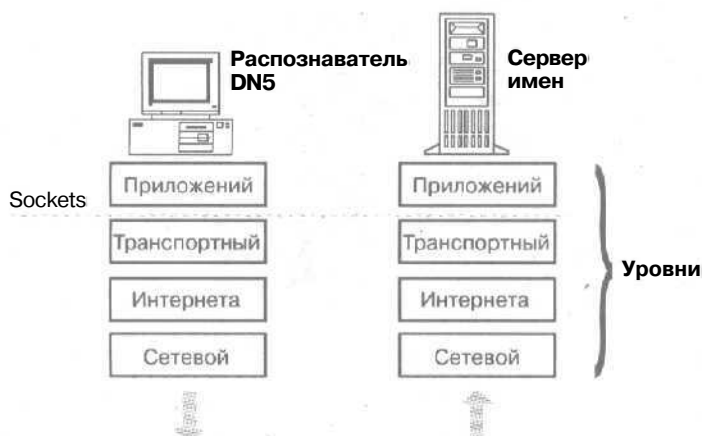 Распознаватель
DN5
Сервер
имен
Sockets
Приложений
Приложений
Транспортный
Транспортный
Уровни
Интернета
Интернета
Сетевой
Сетевой